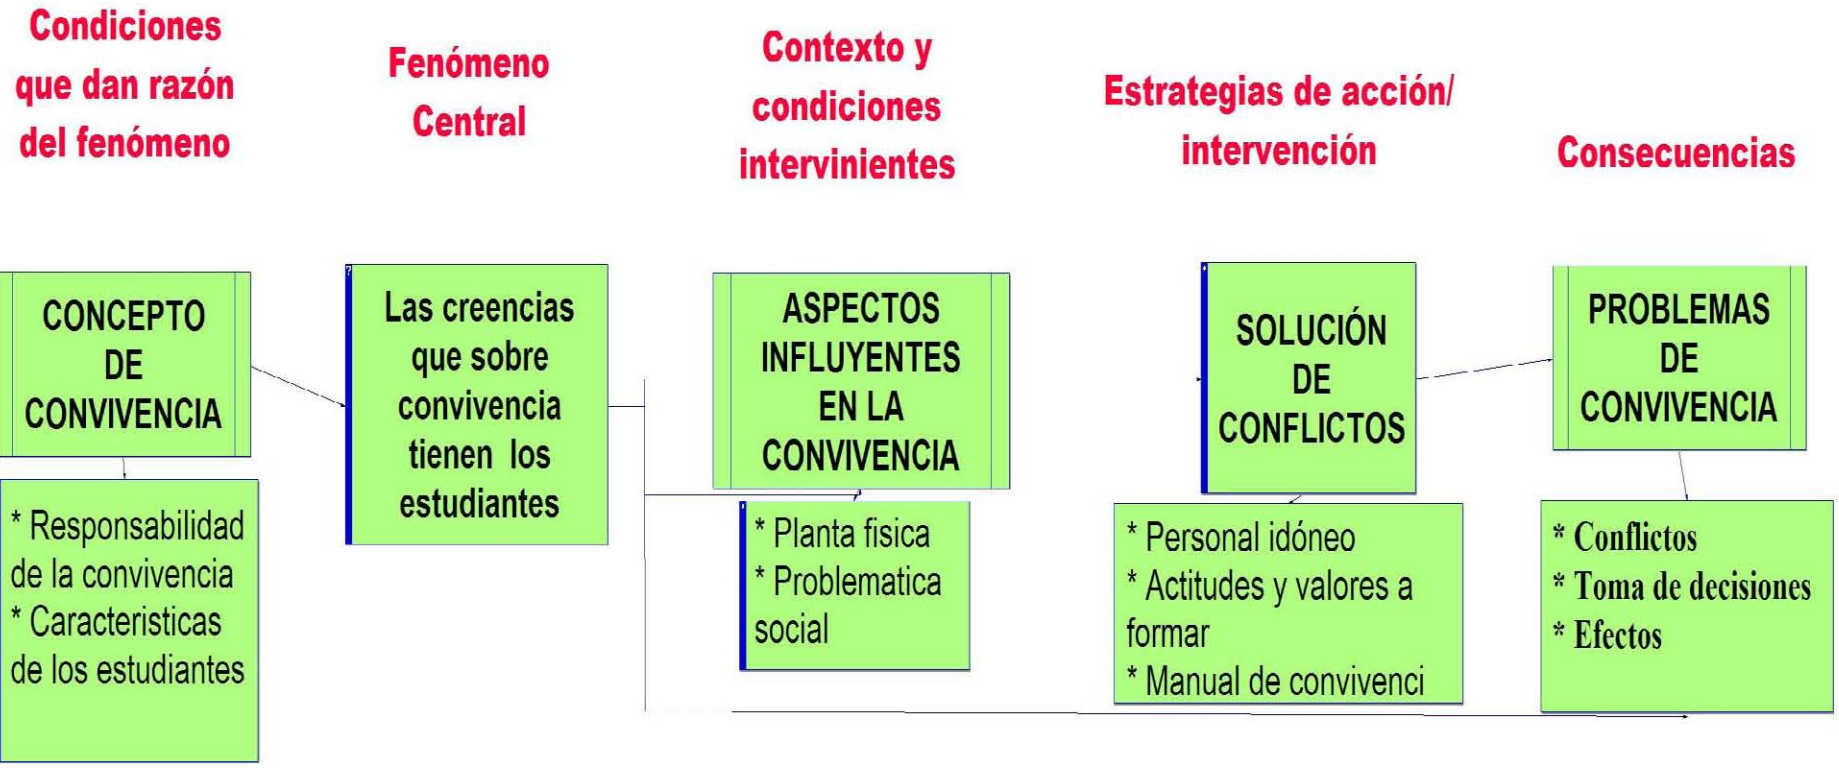 Condiciones
que dan razón
del fenómeno
Fenómeno
Central
Contexto y
condiciones
intervinientes
Estrategias de acción/
intervención
Consecuencias
CONCEPTO
DE
CONVIVENCIA
* Responsabilidad
de la convivencia
* Caracteristicas
de los estudiantes
Las creencias
que sobre
convivencia
tienen los
estudiantes
ASPECTOS
INFLUYENTES
EN LA
CONVIVENCIA
* Planta fisica
* Problematica
social
SOLUCIÓN
DE
CONFLICTOS
* Personal idóneo
* Actitudes y valores a
formar
* Manual de convivenci
PROBLEMAS
DE
CONVIVENCIA
* Conflictos
* Toma de decisiones
* Efectos